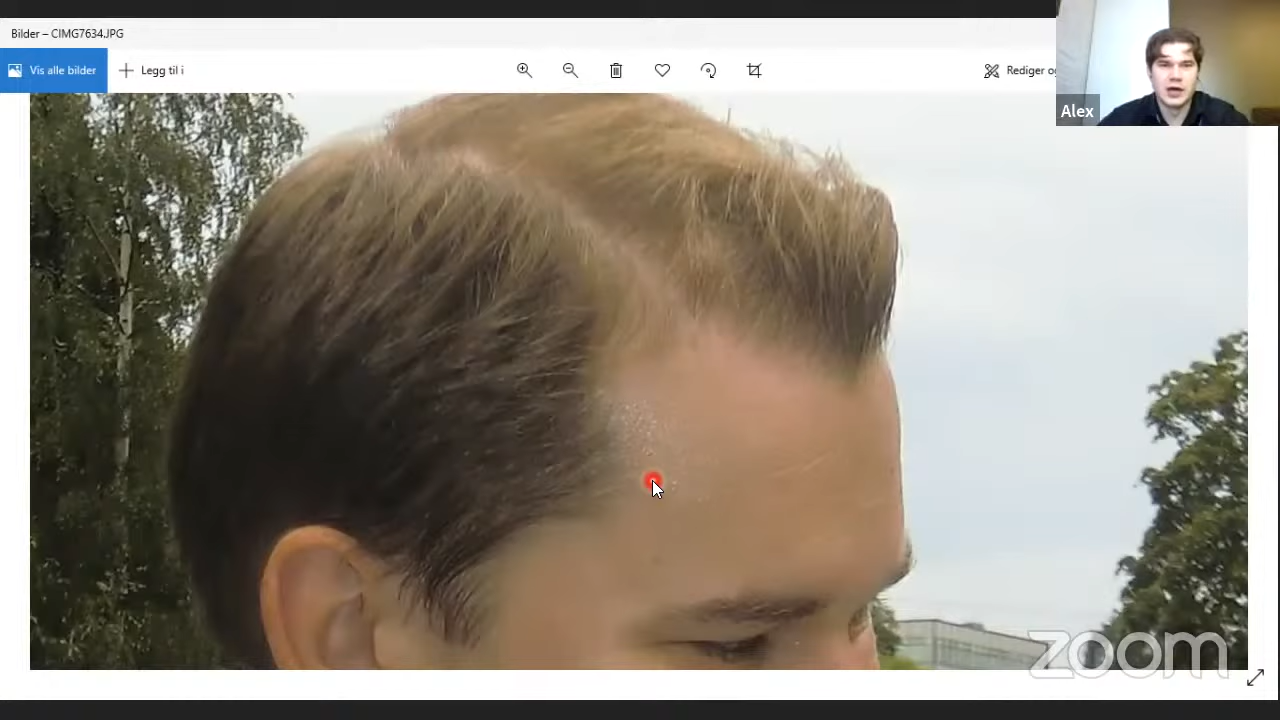 Bilder – CIMG7634.JPG
Vis alle bilder
Legg til i
Rediger
Alex
zoom